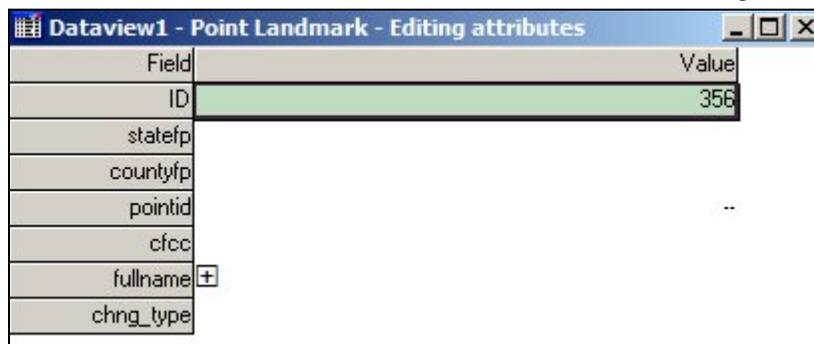 Dataview1 - Point Landmark - Editing attributes
Field Value
ID 356
statefp
countyfp
pointid --
cfcc
fullname +
chng_type